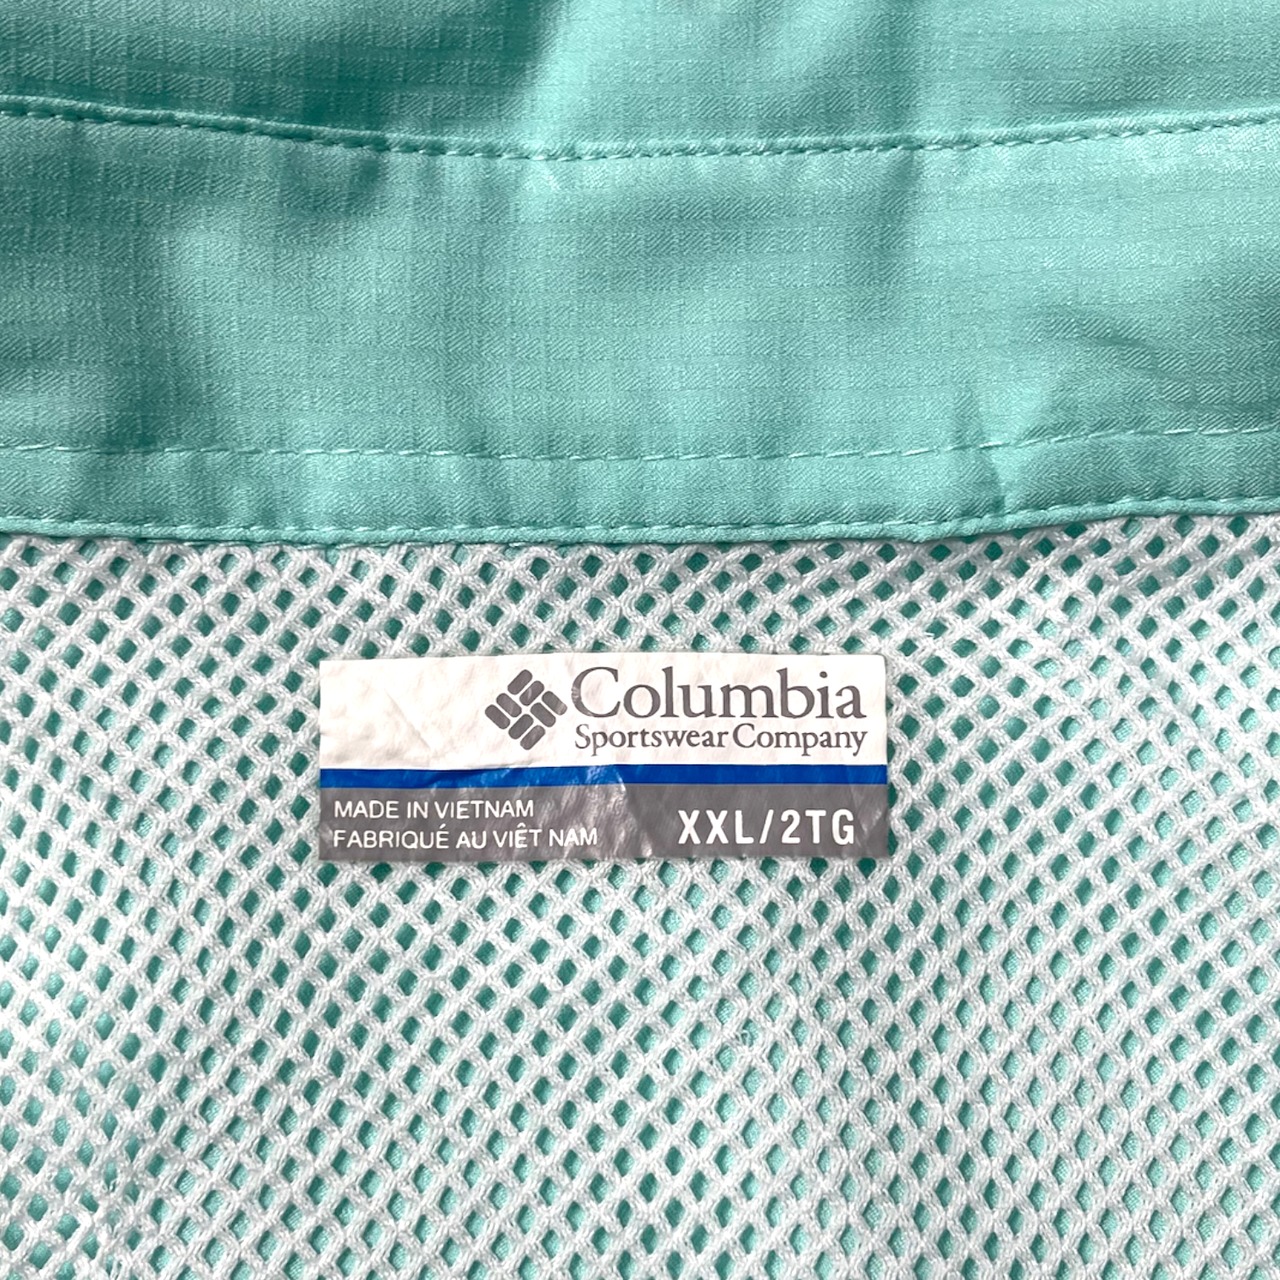 Columbia
Sportswear Company
MADE IN VIETNAM
FABRIQUÉ AU VIÊT NAM
XXL/2TG